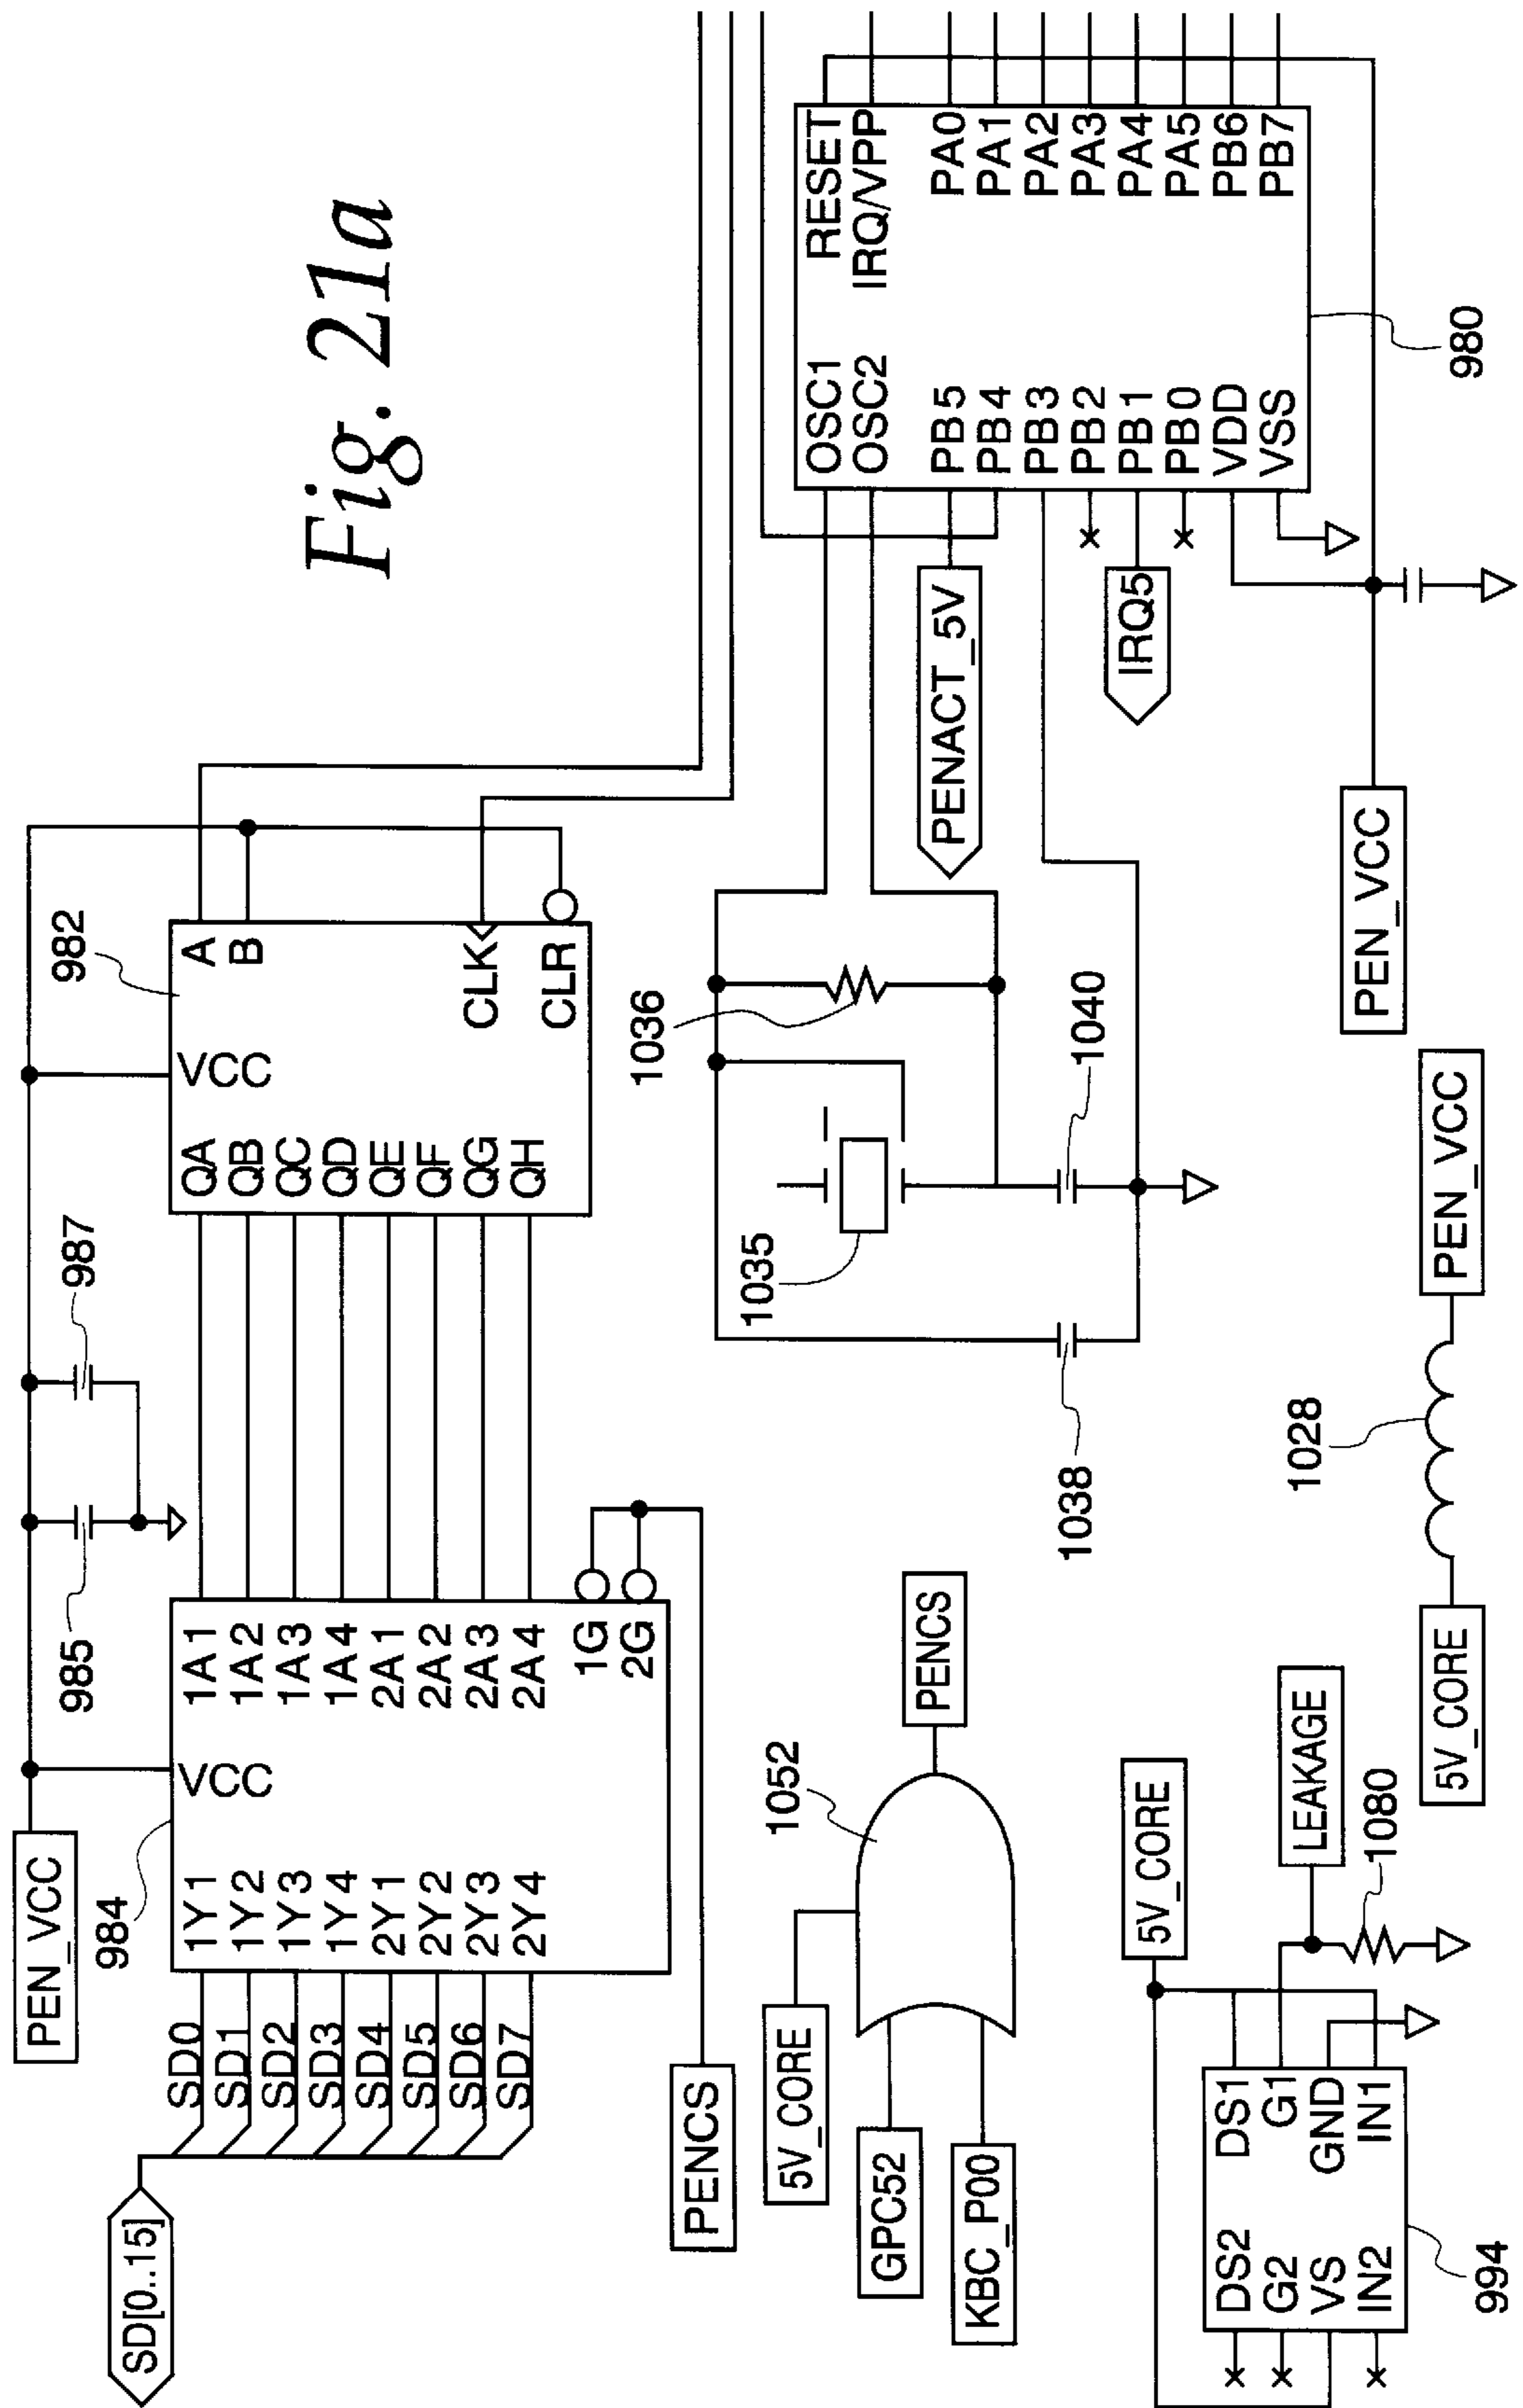 Fig. 21a
SD[0..15]
SD0
SD1
SD2
SD3
SD4
SD5
SD6
SD7
PEN_VCC
984
VCC
1Y1
1Y2
1Y3
1Y4
2Y1
2Y2
2Y3
2Y4
1A1
1A2
1A3
1A4
2A1
2A2
2A3
2A4
1G
2G
PENCS
985
987
982
VCC
QA
QB
QC
QD
QE
QF
QG
QH
A
B
CLK
CLR
5V_CORE
GPC52
KBC_P00
1052
PENCS
1036
1035
1038
1040
PENACT_5V
IRQ5
OSC1
OSC2
PB5
PB4
PB3
PB2
PB1
PB0
VDD
VSS
RESET
IRQ/VPP
PA0
PA1
PA2
PA3
PA4
PA5
PB6
PB7
980
PEN_VCC
DS2
G2
VS
IN2
DS1
G1
GND
IN1
994
5V_CORE
LEAKAGE
1080
5V_CORE
1028
PEN_VCC